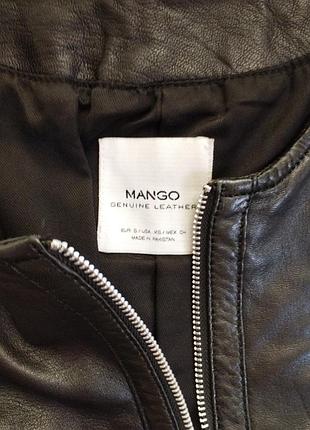 MANGO
GENUINE LEATHER
EUR S / USA XS / MEX CH
MADE IN PAKISTAN